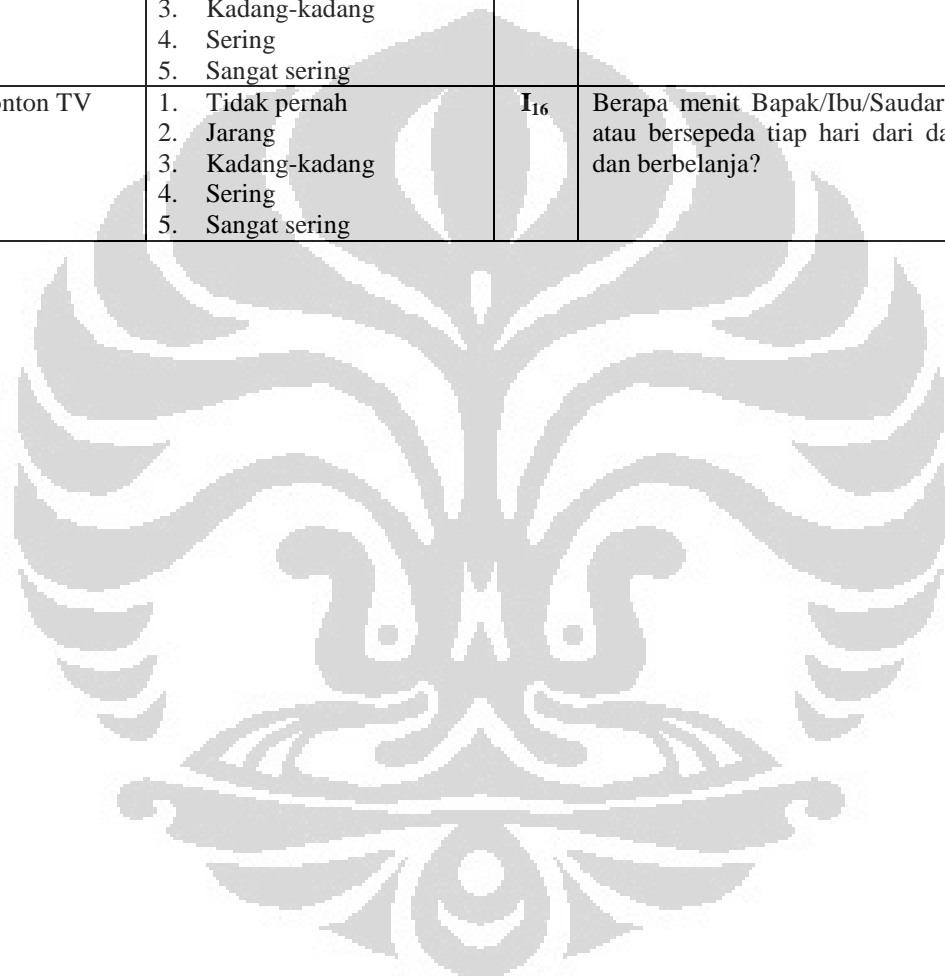 3. Kadang-kadang
4. Sering
5. Sangat sering
onton TV
1. Tidak pernah
2. Jarang
3. Kadang-kadang
4. Sering
5. Sangat sering
I₁₆
Berapa menit Bapak/Ibu/Saudar
atau bersepeda tiap hari dari da
dan berbelanja?